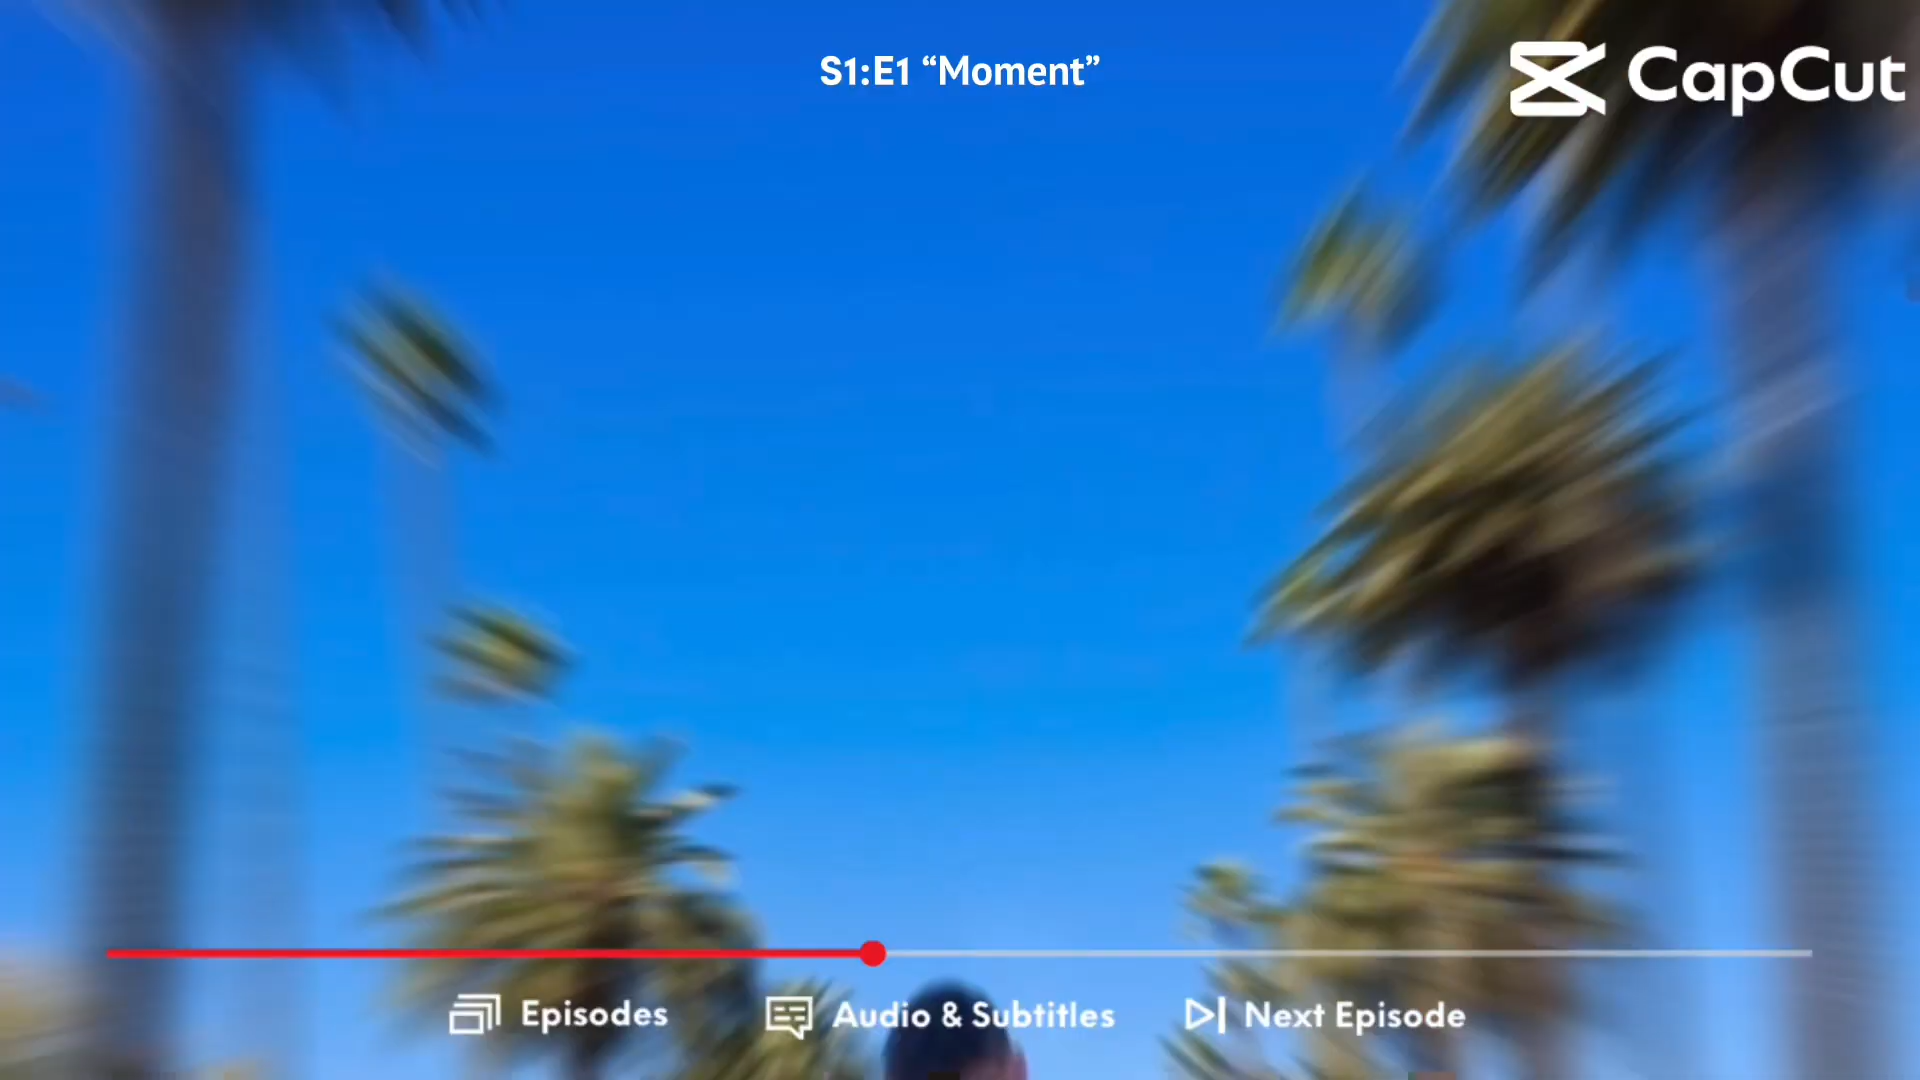 S1:E1 “Moment”
CapCut
Episodes
Audio & Subtitles
Next Episode